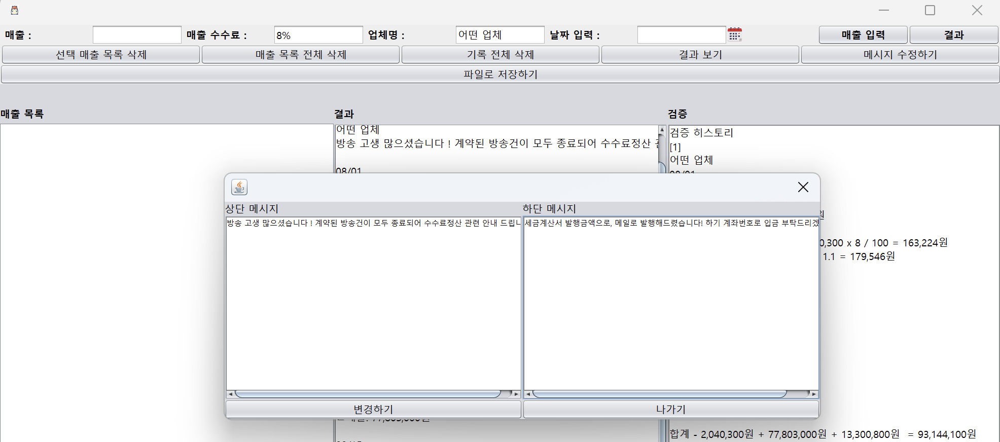 매출 :
매출 수수료 :
8%
업체명 :
어떤 업체
날짜 입력 :
매출 입력
결과
선택 매출 목록 삭제
매출 목록 전체 삭제
기록 전체 삭제
결과 보기
메시지 수정하기
파일로 저장하기
매출 목록
결과
검증
어떤 업체
방송 고생 많으셨습니다 ! 계약된 방송건이 모두 종료되어 수수료정산
08/01
검증 히스토리
[1]
어떤 업체
08/01
상단 메시지
하단 메시지
방송 고생 많으셨습니다 ! 계약된 방송건이 모두 종료되어 수수료정산 관련 안내 드립니
세금계산서 발행금액으로, 메일로 발행해드렸습니다! 하기 계좌번호로 입금 부탁드리겠
원
0,300 x 8 / 100 = 163,224원
1.1 = 179,546원
변경하기
나가기
합계 - 2,040,300원 + 77,803,000원 + 13,300,800원 = 93,144,100원